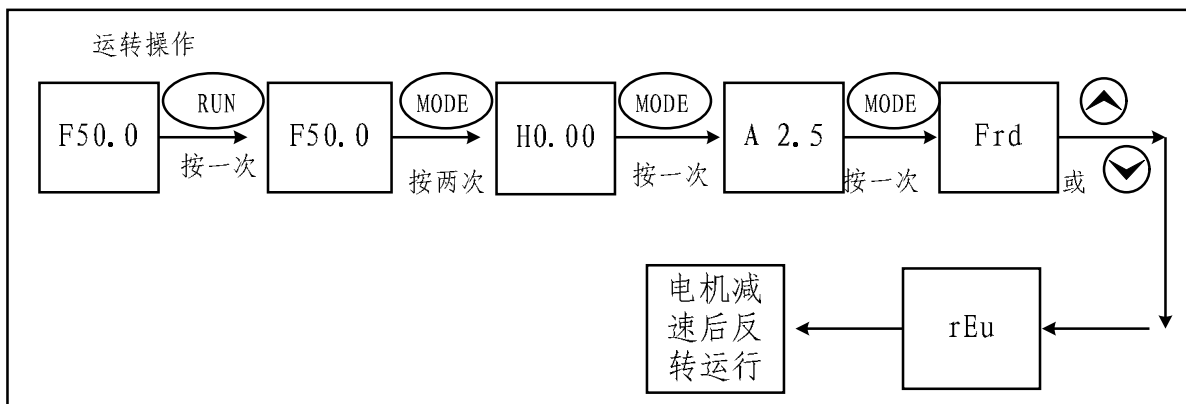 运转操作
F50.0
RUN
按一次
F50.0
MODE
按两次
H0.00
MODE
按一次
A 2.5
MODE
按一次
Frd
或
rEu
电机减
速后反
转运行